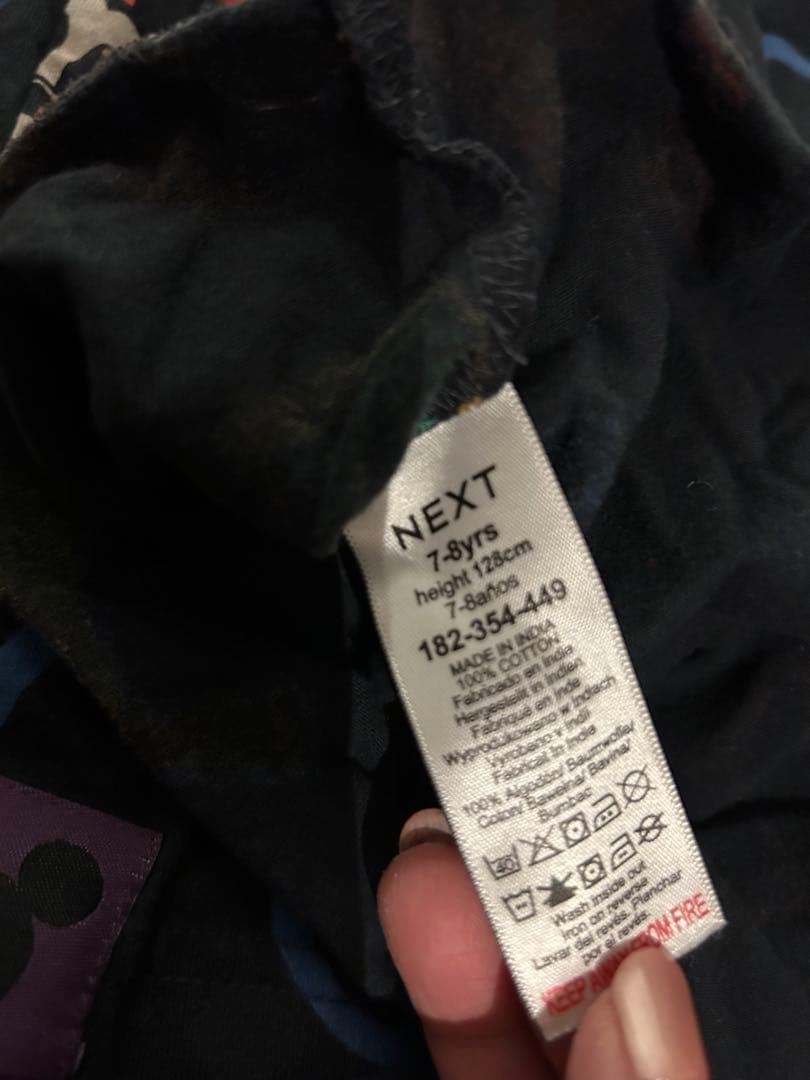 NEXT
7-8yrs
height 128cm
7-8años
182-354-449
MADE IN INDIA
100% COTTON
Fabricado en India
Hergestellt in Indien
Fabriqué en Inde
Wyprodukowano w Indiach
Vyrobeno v Indii
Fabricat în India
100% Algodón/ Baumwolle/
Coton/ Bawełna/ Bavlna/
Bumbac
40
Wash inside out
Iron on reverse
Lavar del revés. Planchar
por el revés.
KEEP AWAY FROM FIRE